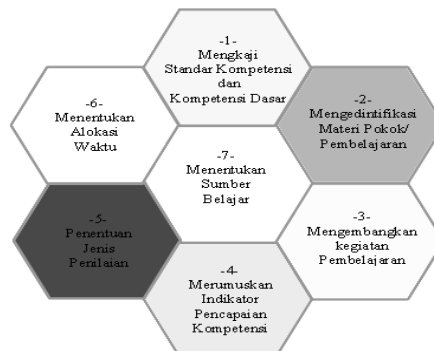 -1-
Mengkaji
Standar Kompetensi
dan
Kompetensi Dasar
-2-
Mengedintifikasi
Materi Pokok/
Pembelajaran
-3-
Mengembangkan
kegiatan
Pembelajaran
-4-
Merumuskan
Indikator
Pencapaian
Kompetensi
-5-
Penentuan
Jenis
Penilaian
-6-
Menentukan
Alokasi
Waktu
-7-
Menentukan
Sumber
Belajar